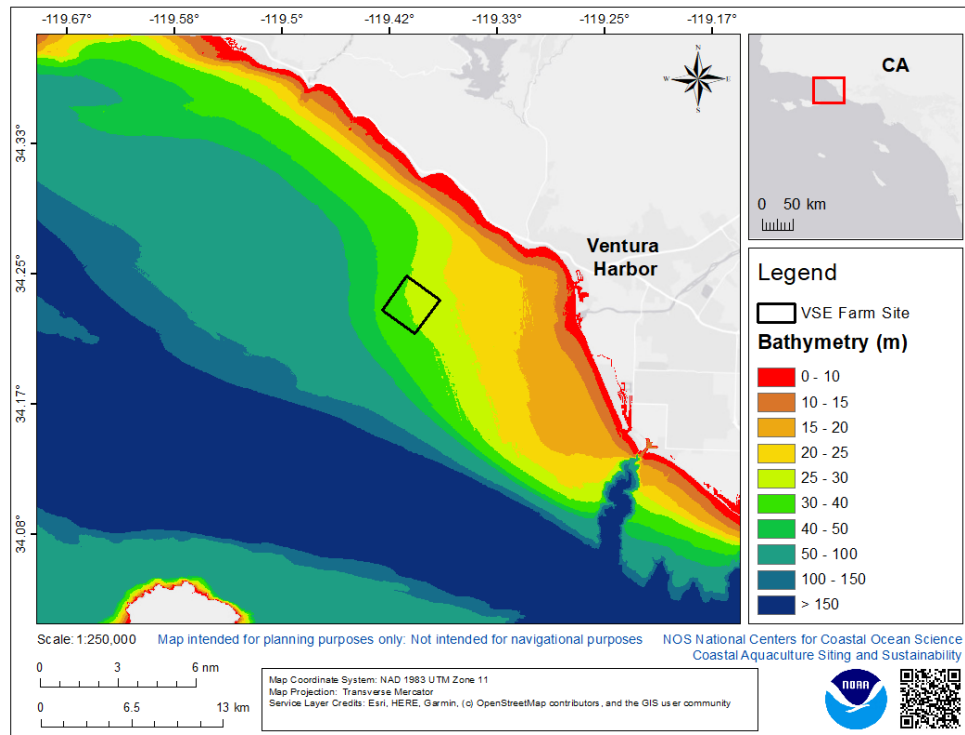 -119.67° -119.58° -119.5° -119.42° -119.33° -119.25° -119.17°
34.33°
34.25°
34.17°
34.08°
N
W E
S
Ventura
Harbor
CA
0 50 km
Legend
VSE Farm Site
Bathymetry (m)
0 - 10
10 - 15
15 - 20
20 - 25
25 - 30
30 - 40
40 - 50
50 - 100
100 - 150
> 150
Scale: 1:250,000 Map intended for planning purposes only: Not intended for navigational purposes NOS National Centers for Coastal Ocean Science
Coastal Aquaculture Siting and Sustainability
0 3 6 nm
0 6.5 13 km
Map Coordinate System: NAD 1983 UTM Zone 11
Map Projection: Transverse Mercator
Service Layer Credits: Esri, HERE, Garmin, (c) OpenStreetMap contributors, and the GIS user community
NOAA